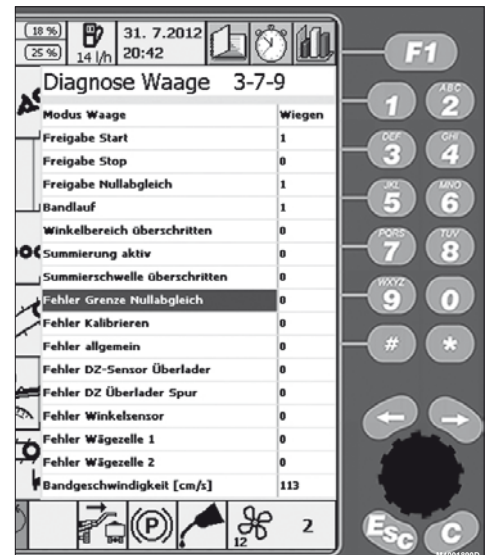 18 %
25 %
14 l/h
31. 7.2012
20:42
Diagnose Waage 3-7-9
Modus Waage Wiegen
Freigabe Start 1
Freigabe Stop 0
Freigabe Nullabgleich 1
Bandlauf 1
Winkelbereich überschritten 0
Summierung aktiv 0
Summierschwelle überschritten 0
Fehler Grenze Nullabgleich 0
Fehler Kalibrieren 0
Fehler allgemein 0
Fehler DZ-Sensor Überlader 0
Fehler DZ Überlader Spur 0
Fehler Winkelsensor 0
Fehler Wägezelle 1 0
Fehler Wägezelle 2 0
Bandgeschwindigkeit [cm/s] 113
P
12
2
F1
1 ABC 2
DEF 3 GHI 4
JKL 5 MNO 6
PQRS 7 TUV 8
WXYZ 9 0
# *
Esc C